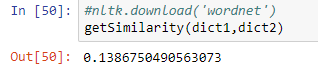 In [50]: #nltk.download('wordnet')
getSimilarity(dict1,dict2)
Out[50]: 0.1386750490563073